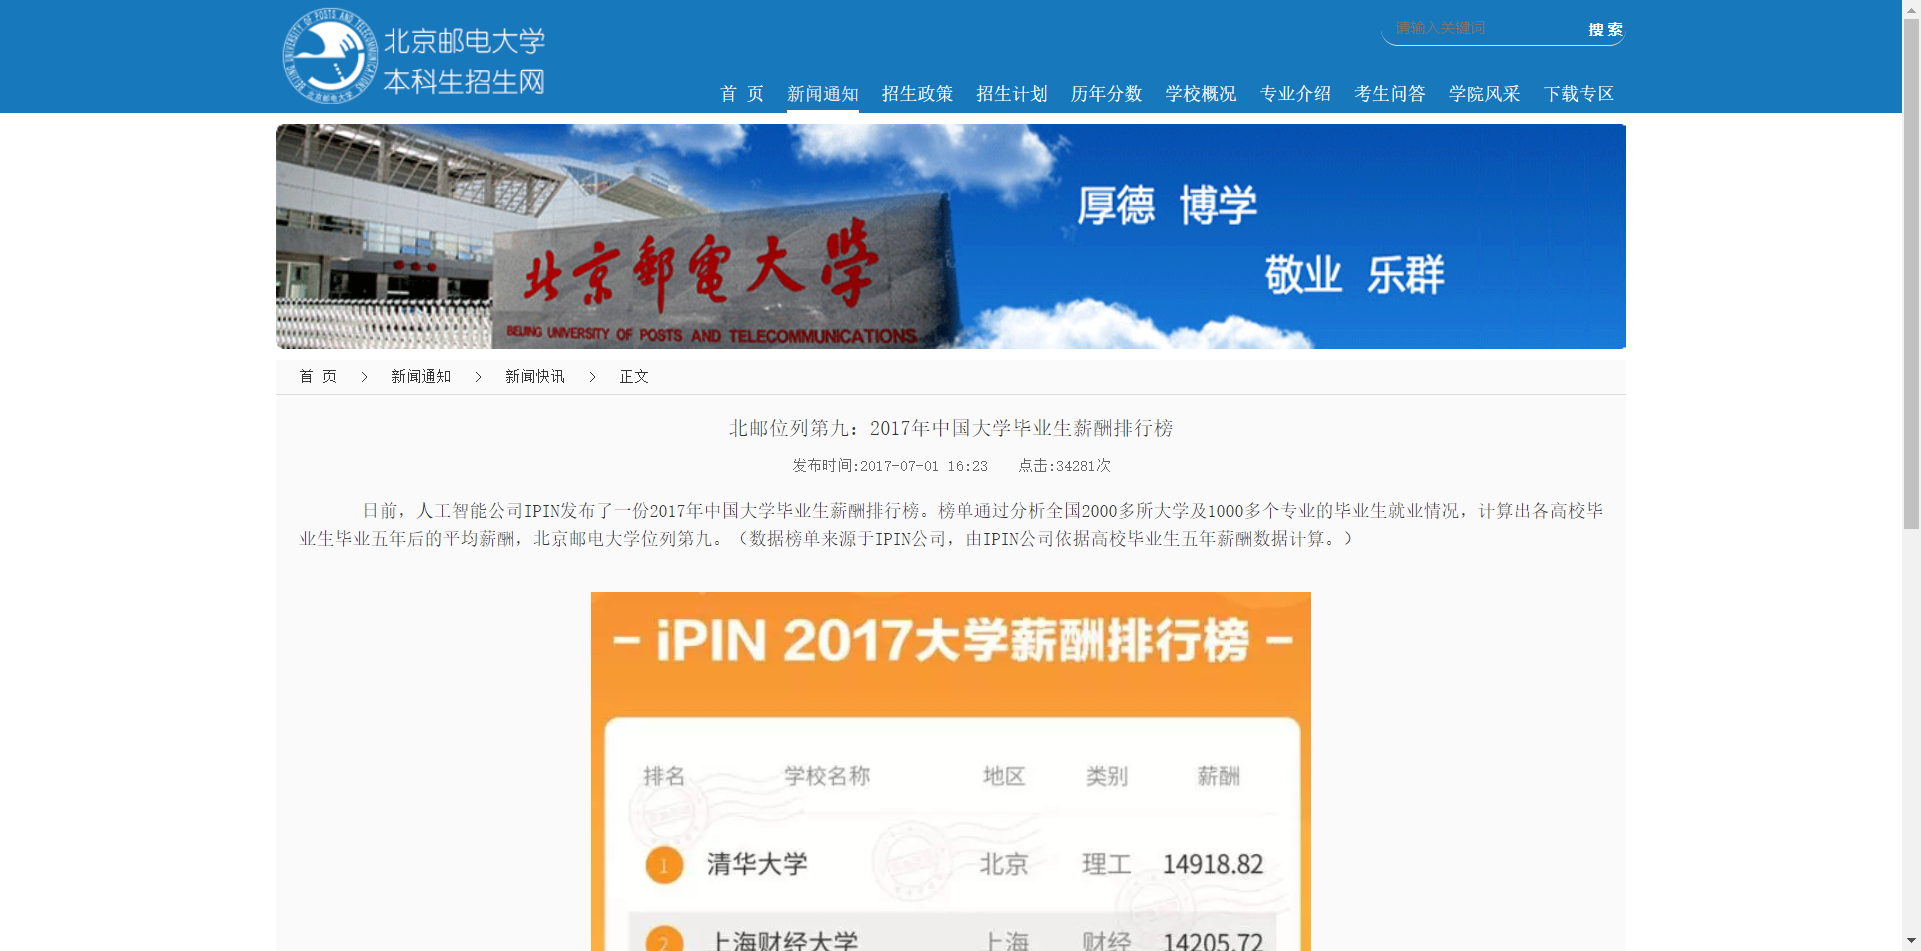 北京邮电大学
本科生招生网
请输入关键词
搜 索
首 页 新闻通知 招生政策 招生计划 历年分数 学校概况 专业介绍 考生问答 学院风采 下载专区
厚德 博学
敬业 乐群
北京郵電大學
BEIJING UNIVERSITY OF POSTS AND TELECOMMUNICATIONS
首 页 > 新闻通知 > 新闻快讯 > 正文
北邮位列第九：2017年中国大学毕业生薪酬排行榜
发布时间:2017-07-01 16:23 点击:34281次
日前，人工智能公司IPIN发布了一份2017年中国大学毕业生薪酬排行榜。榜单通过分析全国2000多所大学及1000多个专业的毕业生就业情况，计算出各高校毕
业生毕业五年后的平均薪酬，北京邮电大学位列第九。（数据榜单来源于IPIN公司，由IPIN公司依据高校毕业生五年薪酬数据计算。）
- iPIN 2017大学薪酬排行榜 -
排名 学校名称 地区 类别 薪酬
1 清华大学 北京 理工 14918.82
2 上海财经大学 上海 财经 14205.72